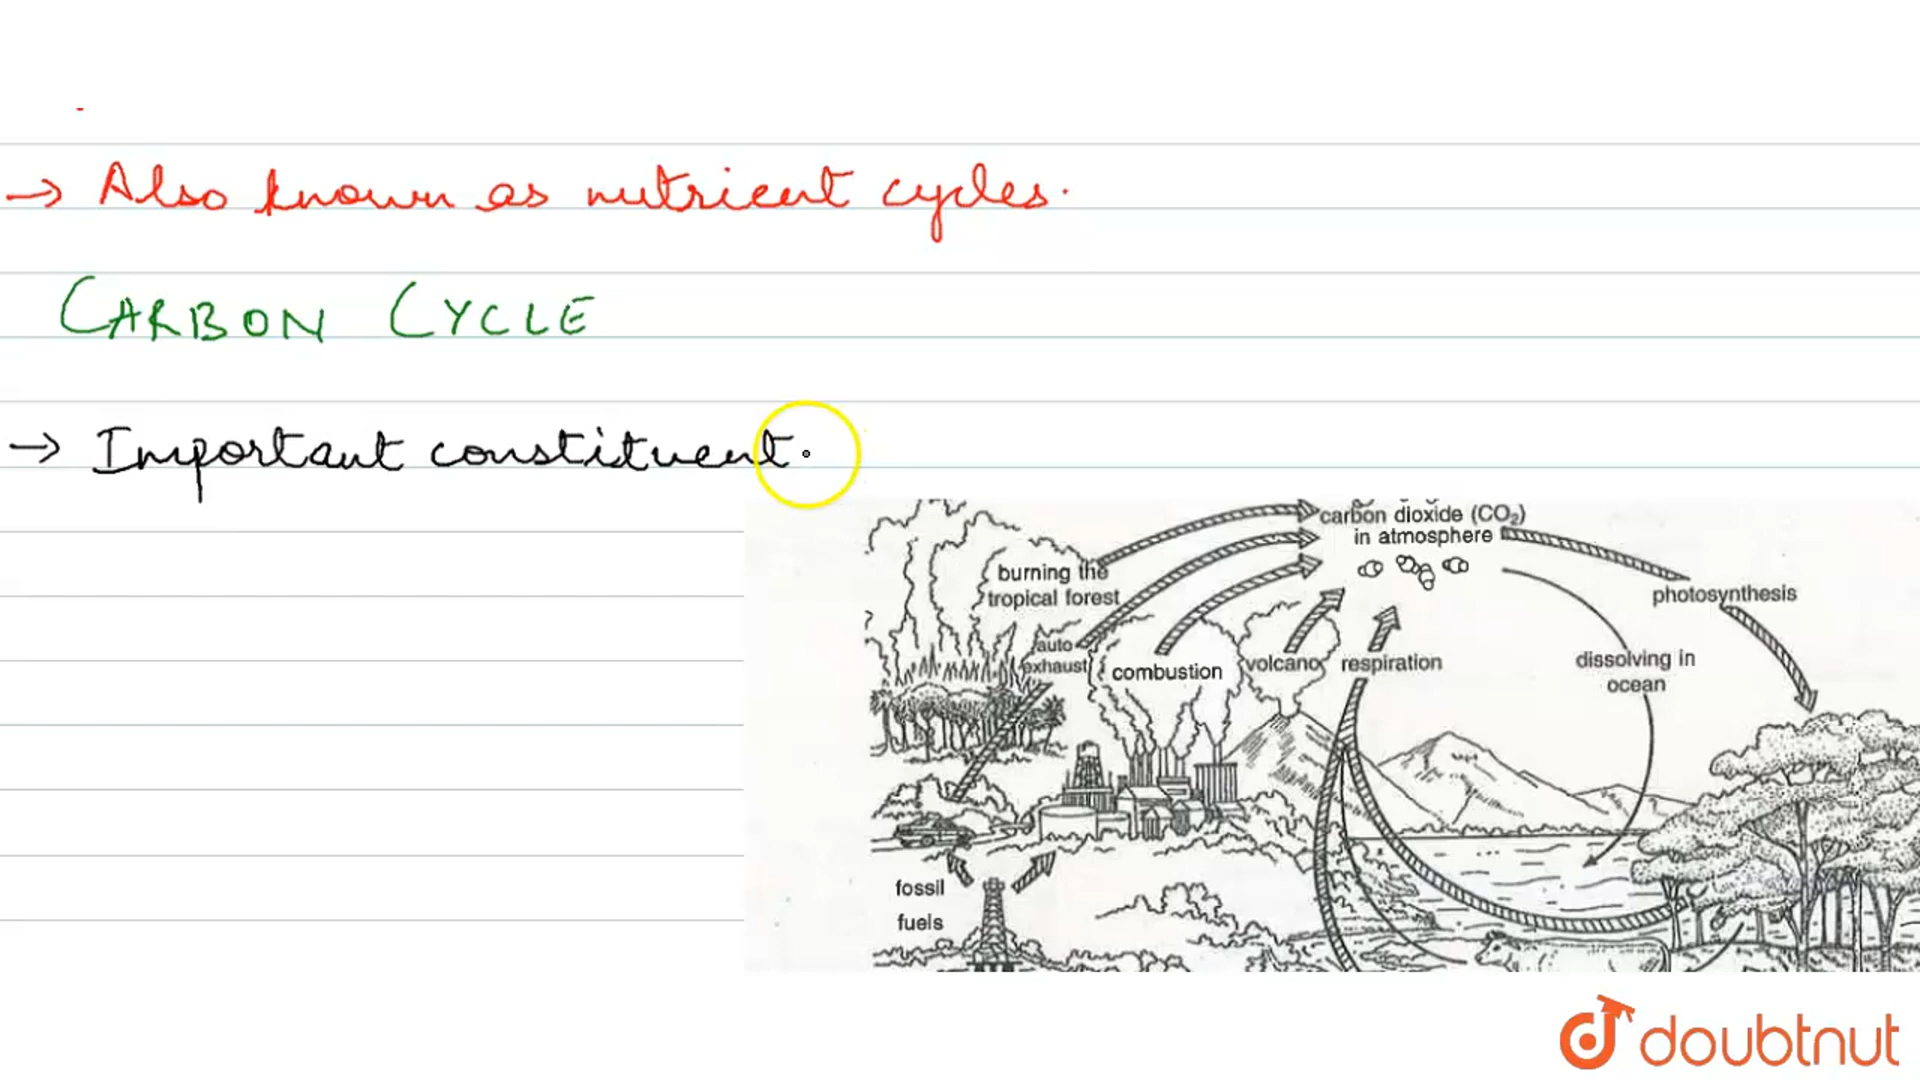 → Also known as nutrient cycles.
CARBON CYCLE
→ Important constituent.
carbon dioxide (CO₂)
in atmosphere
burning the
tropical forest
photosynthesis
auto
exhaust
combustion
volcano
respiration
dissolving in
ocean
fossil
fuels
doubtnut